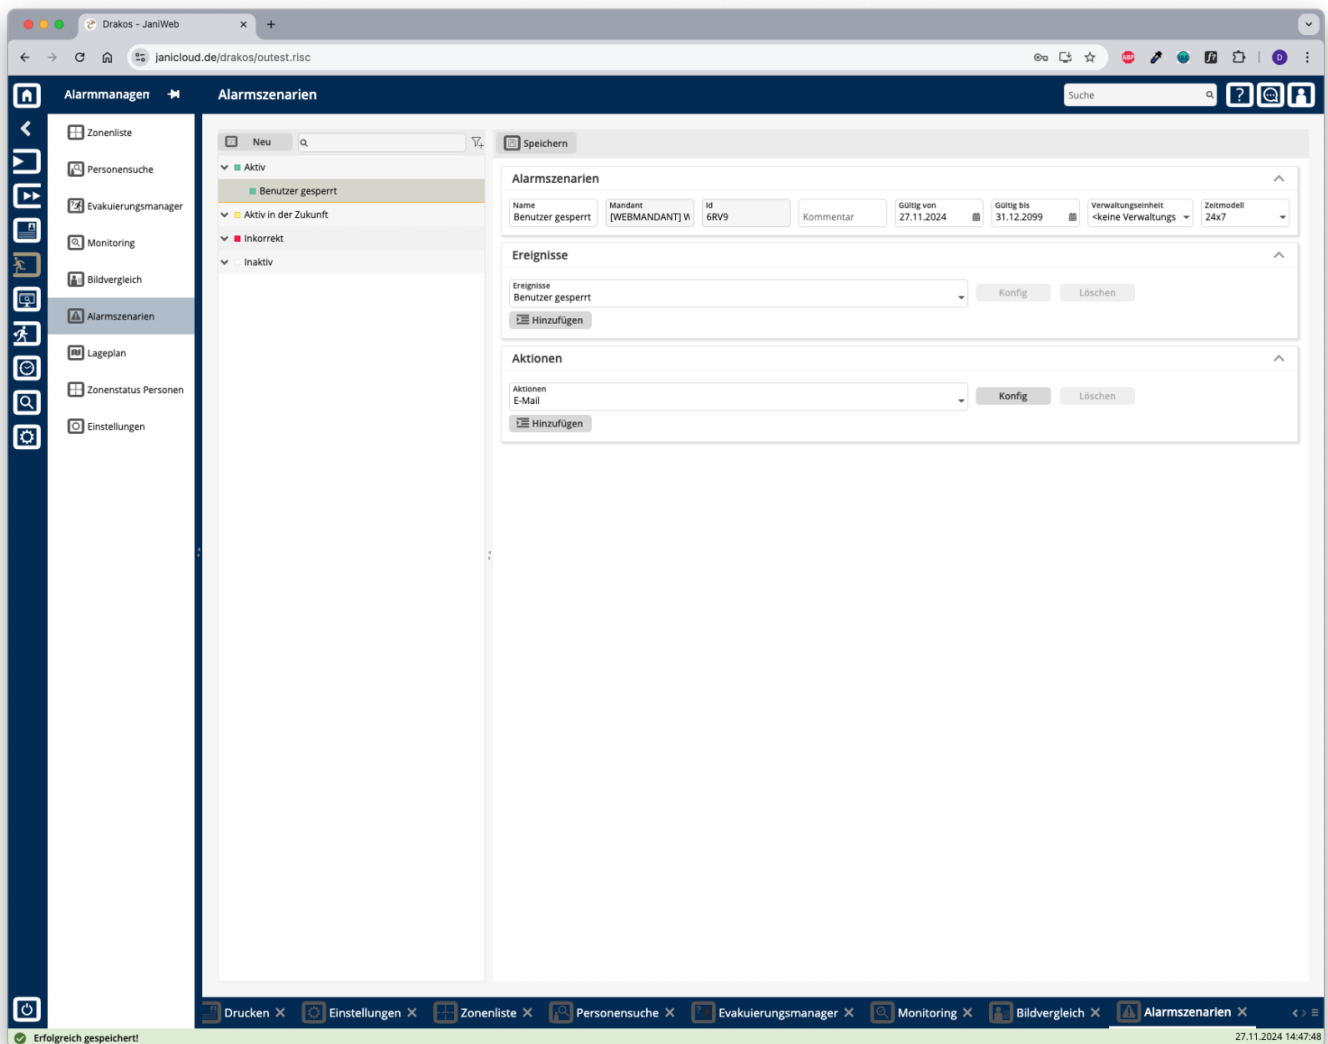 Drakos - JaniWeb
janicloud.de/drakos/outest.risc
ABP
D
Alarmmanagen
Alarmszenarien
Suche
Zonenliste
Personensuche
Evakuierungsmanager
Monitoring
Bildvergleich
Alarmszenarien
Lageplan
Zonenstatus Personen
Einstellungen
Neu
Aktiv
Benutzer gesperrt
Aktiv in der Zukunft
Inkorrekt
Inaktiv
Speichern
Alarmszenarien
Name
Benutzer gesperrt
Mandant
[WEBMANDANT] W
Id
6RV9
Kommentar
Gültig von
27.11.2024
Gültig bis
31.12.2099
Verwaltungseinheit
<keine Verwaltungs
Zeitmodell
24x7
Ereignisse
Ereignisse
Benutzer gesperrt
Konfig
Löschen
Hinzufügen
Aktionen
Aktionen
E-Mail
Konfig
Löschen
Hinzufügen
Drucken
Einstellungen
Zonenliste
Personensuche
Evakuierungsmanager
Monitoring
Bildvergleich
Alarmszenarien
Erfolgreich gespeichert!
27.11.2024 14:47:48